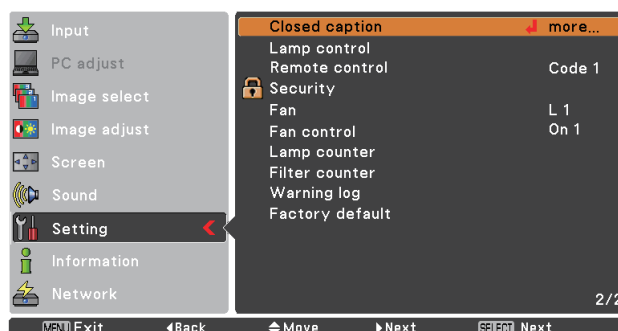 Input
PC adjust
Image select
Image adjust
Screen
Sound
Setting
Information
Network
Closed caption more...
Lamp control
Remote control Code 1
Security
Fan L 1
Fan control On 1
Lamp counter
Filter counter
Warning log
Factory default
2/2
MENU Exit Back Move Next SELECT Next